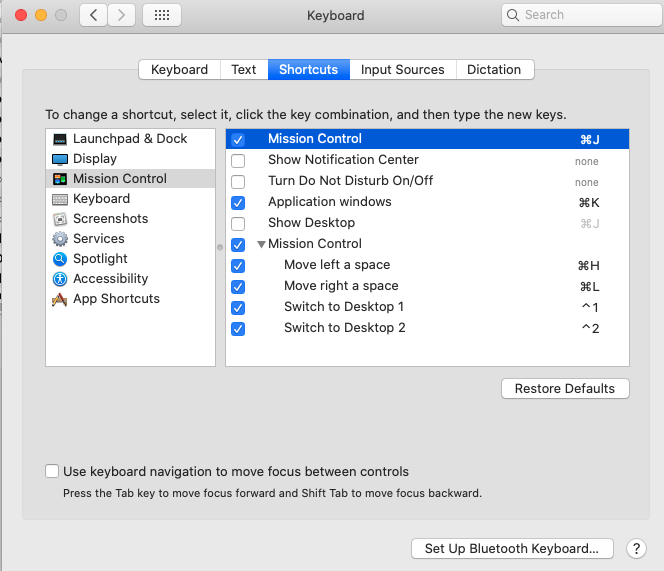 Keyboard
Search
Keyboard Text Shortcuts Input Sources Dictation
To change a shortcut, select it, click the key combination, and then type the new keys.
Launchpad & Dock
Display
Mission Control
Keyboard
Screenshots
Services
Spotlight
Accessibility
App Shortcuts
Mission Control ⌘J
Show Notification Center none
Turn Do Not Disturb On/Off none
Application windows ⌘K
Show Desktop ⌘J
Mission Control
Move left a space ⌘H
Move right a space ⌘L
Switch to Desktop 1 ^1
Switch to Desktop 2 ^2
Restore Defaults
Use keyboard navigation to move focus between controls
Press the Tab key to move focus forward and Shift Tab to move focus backward.
Set Up Bluetooth Keyboard... ?